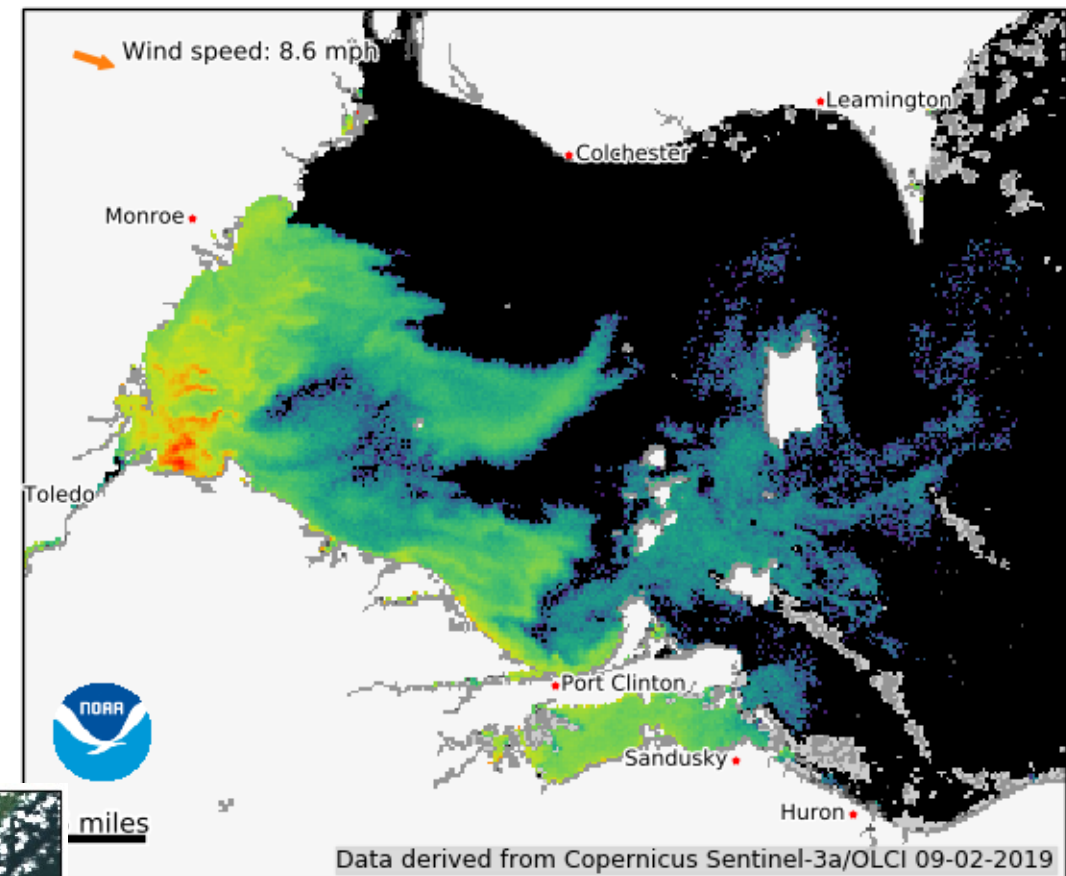 Wind speed: 8.6 mph
Leamington
Colchester
Monroe
Toledo
Port Clinton
NOAA
Sandusky
Huron
miles
Data derived from Copernicus Sentinel-3a/OLCI 09-02-2019